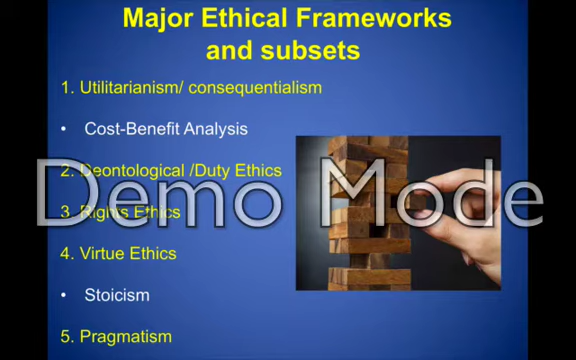 Major Ethical Frameworks
and subsets
1. Utilitarianism/ consequentialism
• Cost-Benefit Analysis
2. Deontological /Duty Ethics
3. Rights Ethics
4. Virtue Ethics
• Stoicism
5. Pragmatism
Demo Mode